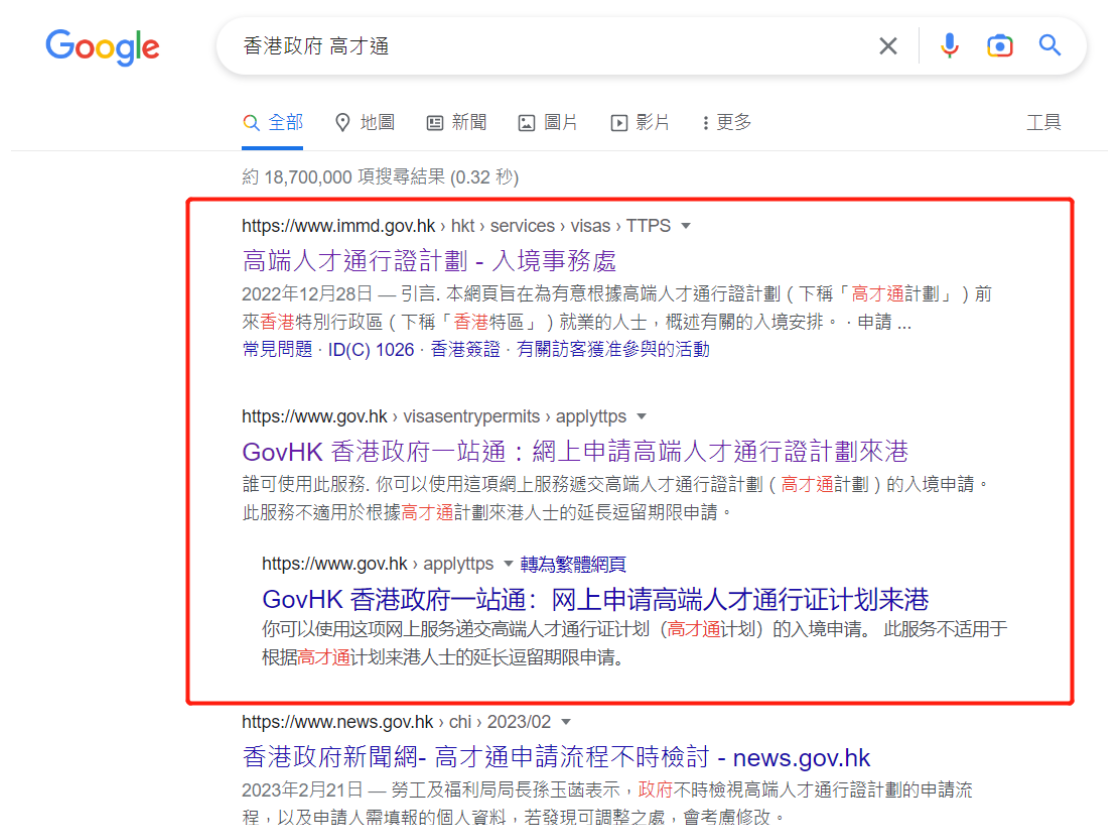 Google
香港政府 高才通
全部 地圖 新聞 圖片 影片 更多 工具
約 18,700,000 項搜尋結果 (0.32 秒)
https://www.immd.gov.hk › hkt › services › visas › TTPS
高端人才通行證計劃 - 入境事務處
2022年12月28日 — 引言. 本網頁旨在為有意根據高端人才通行證計劃（下稱「高才通計劃」）前
來香港特別行政區（下稱「香港特區」）就業的人士，概述有關的入境安排。 · 申請 ...
常見問題 · ID(C) 1026 · 香港簽證 · 有關訪客獲准參與的活動
https://www.gov.hk › visasentrypermits › applyttps
GovHK 香港政府一站通：網上申請高端人才通行證計劃來港
誰可使用此服務. 你可以使用這項網上服務遞交高端人才通行證計劃（高才通計劃）的入境申請。
此服務不適用於根據高才通計劃來港人士的延長逗留期限申請。
https://www.gov.hk › applyttps 轉為繁體網頁
GovHK 香港政府一站通：网上申请高端人才通行证计划来港
你可以使用这项网上服务递交高端人才通行证计划（高才通计划）的入境申请。 此服务不适用于
根据高才通计划来港人士的延长逗留期限申请。
https://www.news.gov.hk › chi › 2023/02
香港政府新聞網- 高才通申請流程不時檢討 - news.gov.hk
2023年2月21日 — 勞工及福利局局長孫玉菡表示，政府不時檢視高端人才通行證計劃的申請流
程，以及申請人需填報的個人資料，若發現可調整之處，會考慮修改。